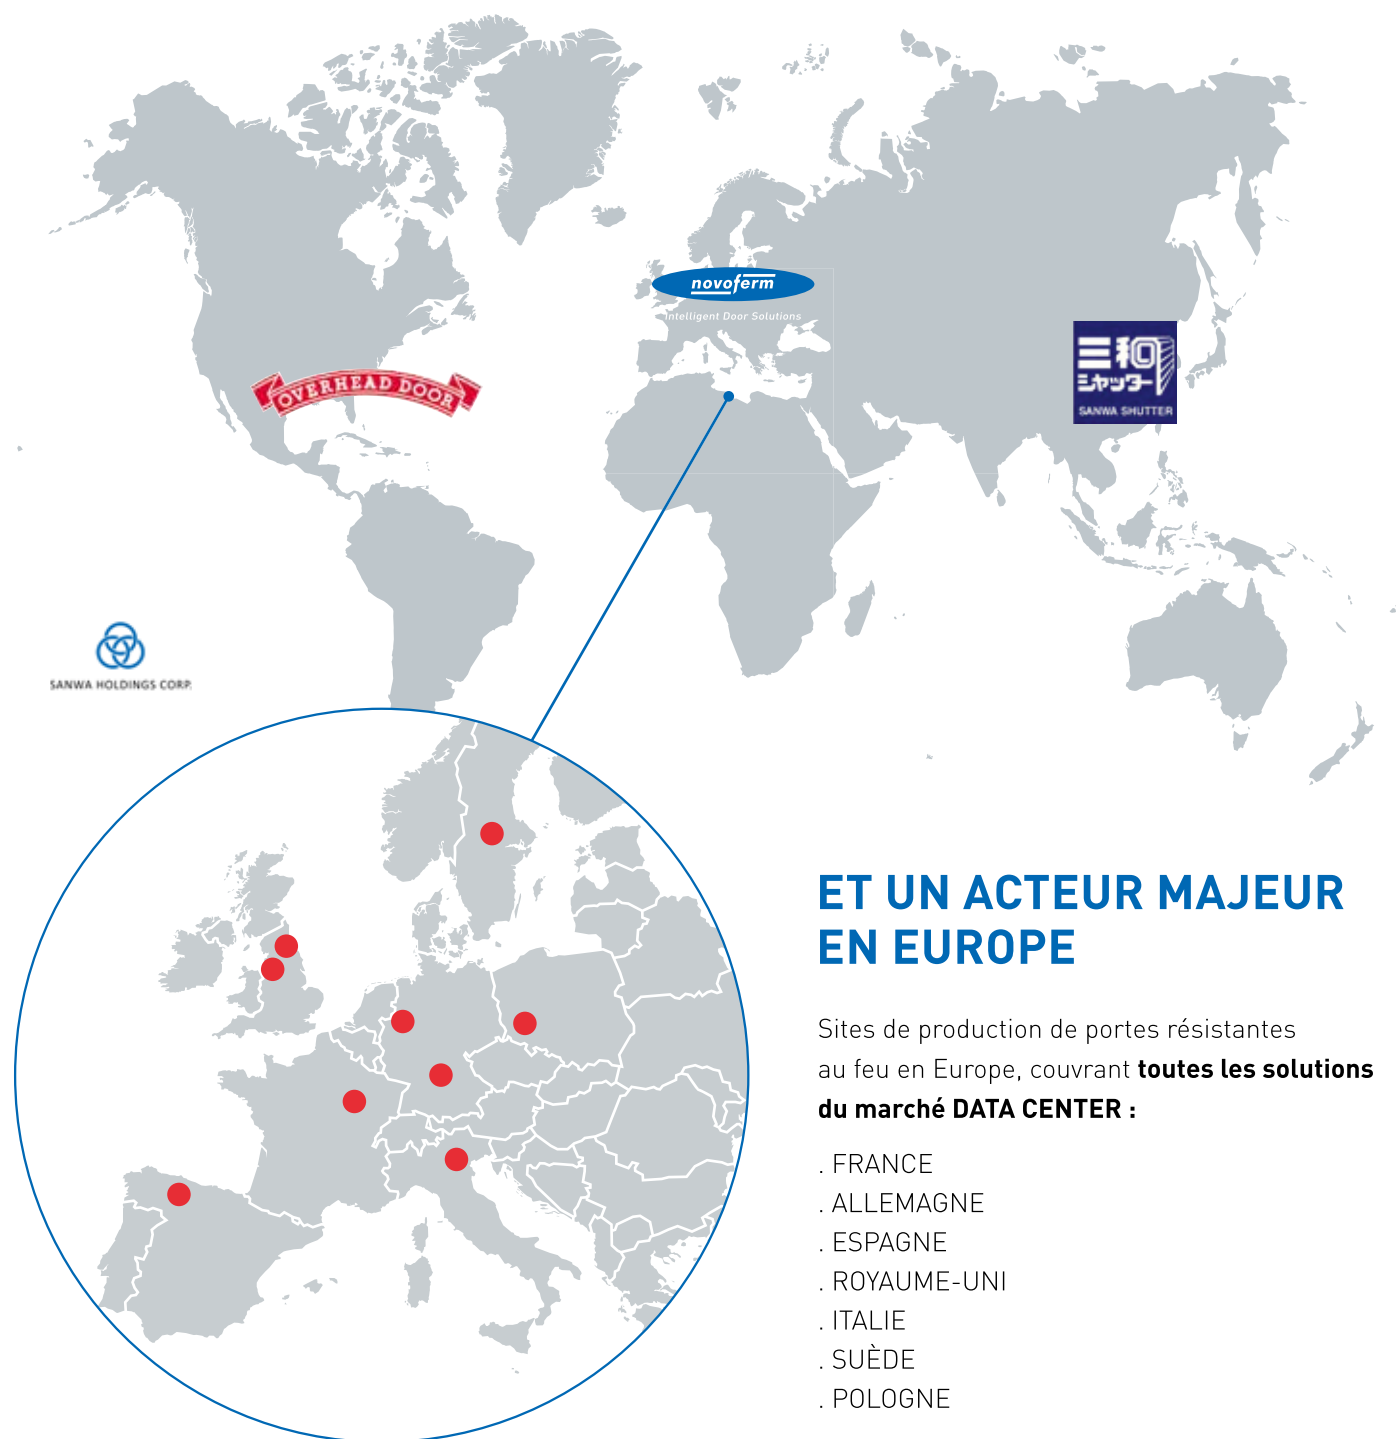 novoferm
Intelligent Door Solutions
OVERHEAD DOOR
三和
シャッター
SANWA SHUTTER
SANWA HOLDINGS CORP.
ET UN ACTEUR MAJEUR
EN EUROPE
Sites de production de portes résistantes
au feu en Europe, couvrant toutes les solutions
du marché DATA CENTER :
. FRANCE
. ALLEMAGNE
. ESPAGNE
. ROYAUME-UNI
. ITALIE
. SUÈDE
. POLOGNE